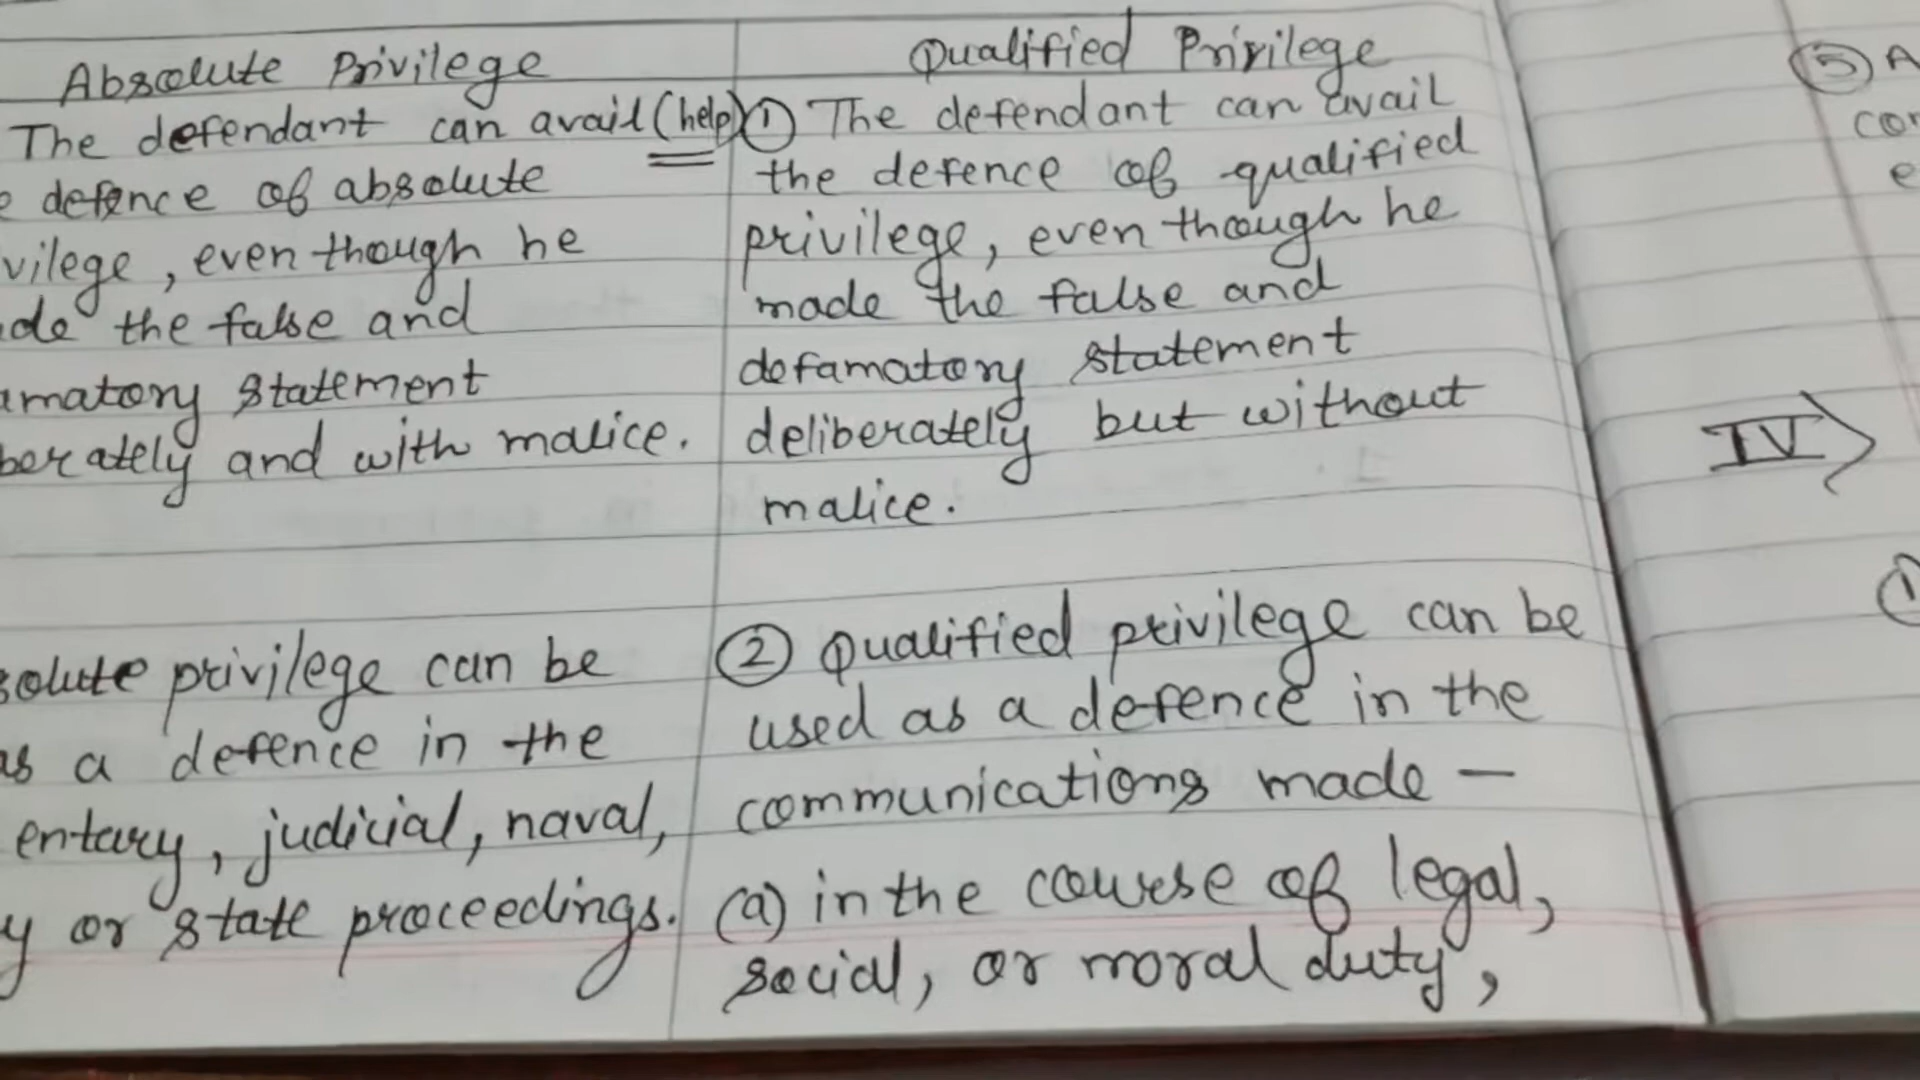 Absolute Privilege
The defendant can avail (help)
e defence of absolute
vilege, even though he
de the false and
amatory statement
berately and with malice.
solute privilege can be
as a defence in the
entary, judicial, naval,
y or state proceedings.
Qualified Privilege
① The defendant can avail
the defence of qualified
privilege, even though he
made the false and
defamatory statement
deliberately but without
malice.
② Qualified privilege can be
used as a defence in the
communications made —
(a) in the course of legal,
social, or moral duty,
⑤ A
con
e
IV
①